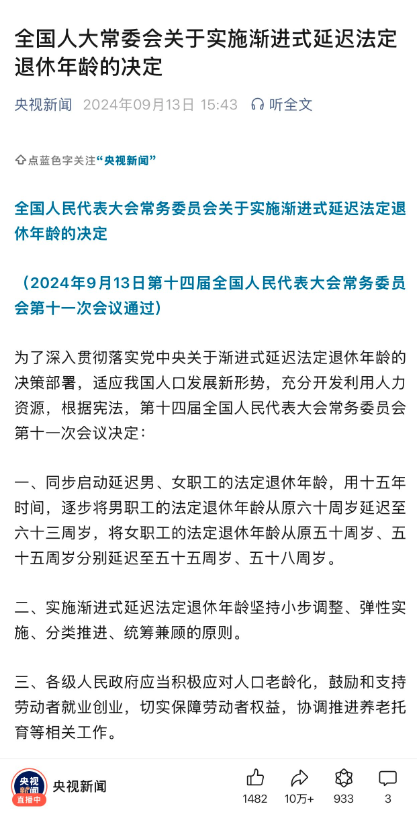 全国人大常委会关于实施渐进式延迟法定
退休年龄的决定
央视新闻 2024年09月13日 15:43 听全文
点蓝色字关注“央视新闻”
全国人民代表大会常务委员会关于实施渐进式延迟法定退
休年龄的决定
（2024年9月13日第十四届全国人民代表大会常务委员
会第十一次会议通过）
为了深入贯彻落实党中央关于渐进式延迟法定退休年龄的
决策部署，适应我国人口发展新形势，充分开发利用人力
资源，根据宪法，第十四届全国人民代表大会常务委员会
第十一次会议决定：
一、同步启动延迟男、女职工的法定退休年龄，用十五年
时间，逐步将男职工的法定退休年龄从原六十周岁延迟至
六十三周岁，将女职工的法定退休年龄从原五十周岁、五
十五周岁分别延迟至五十五周岁、五十八周岁。
二、实施渐进式延迟法定退休年龄坚持小步调整、弹性实
施、分类推进、统筹兼顾的原则。
三、各级人民政府应当积极应对人口老龄化，鼓励和支持
劳动者就业创业，切实保障劳动者权益，协调推进养老托
育等相关工作。
央视
新闻
直播中
央视新闻
1482 10万+ 933 3